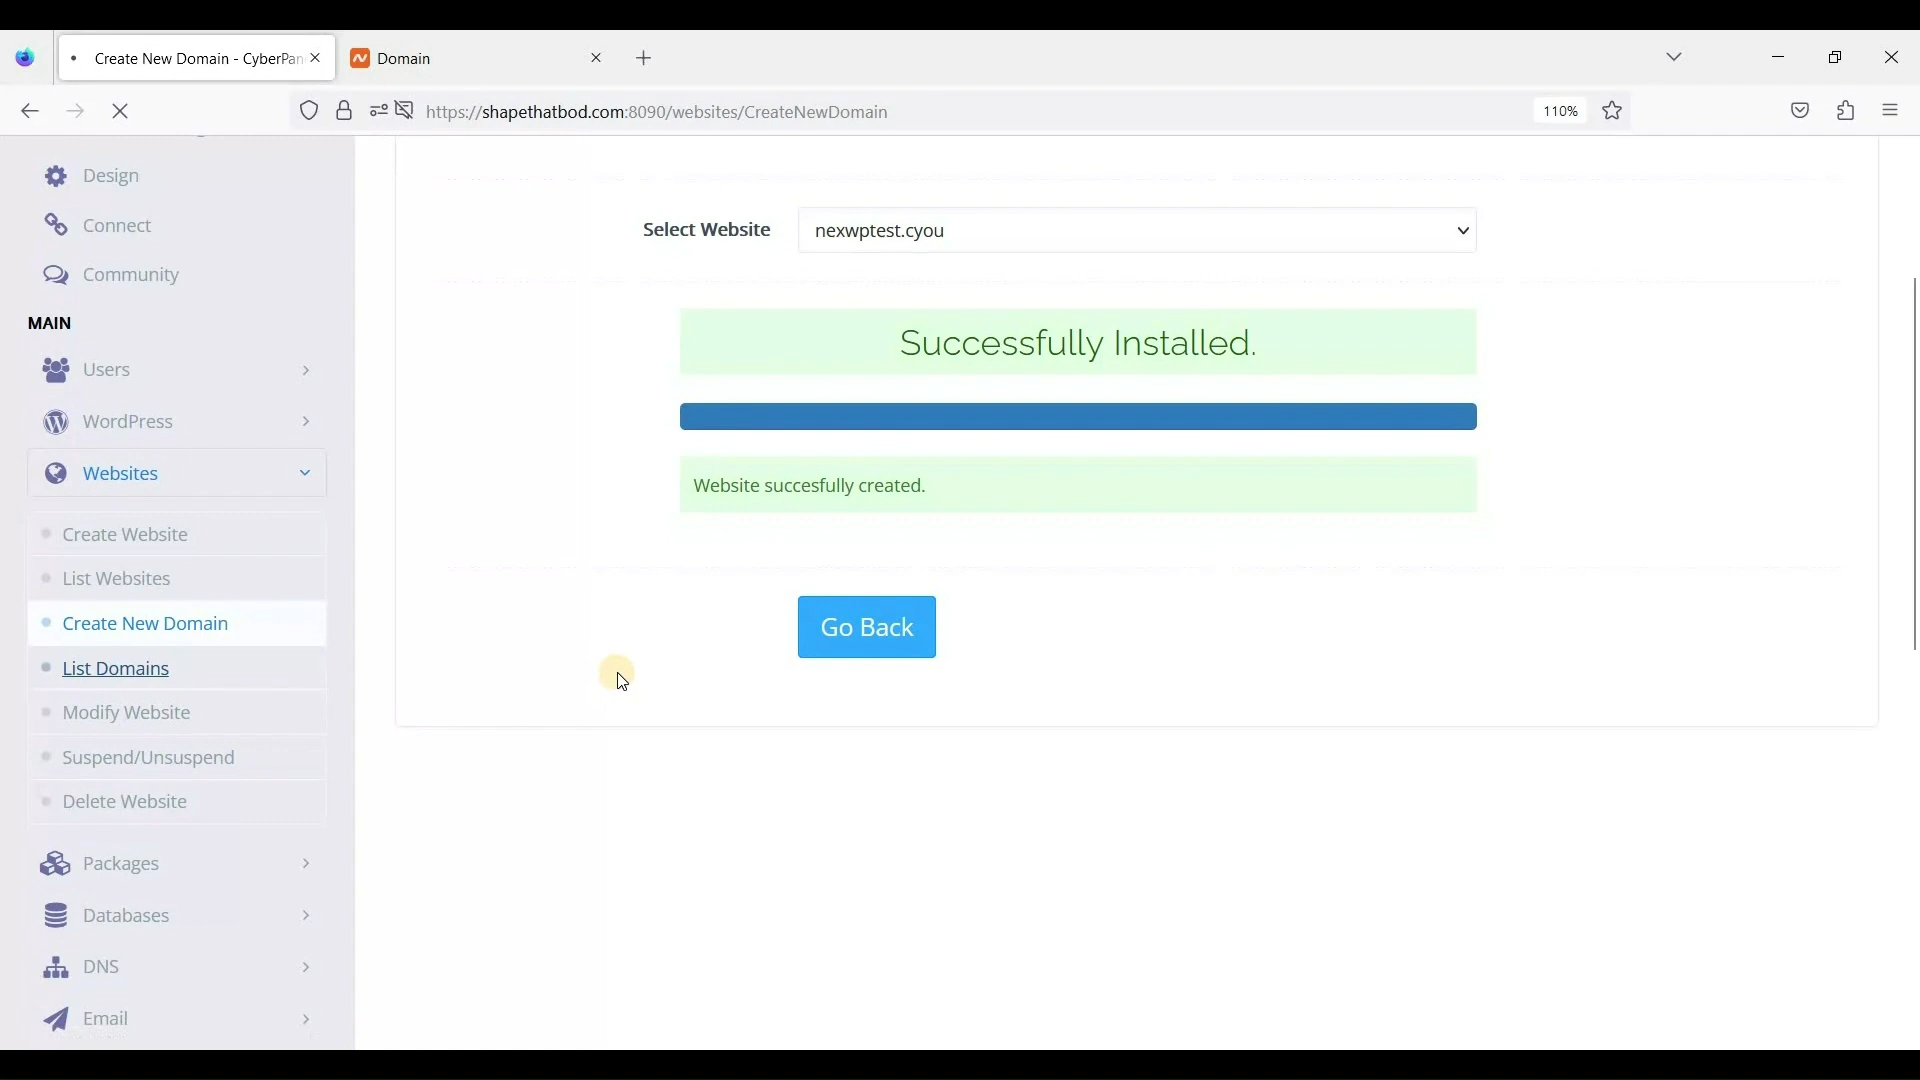 Create New Domain - CyberPan
Domain
https://shapethatbod.com:8090/websites/CreateNewDomain
110%
Design
Connect
Community
MAIN
Users
WordPress
Websites
Create Website
List Websites
Create New Domain
List Domains
Modify Website
Suspend/Unsuspend
Delete Website
Packages
Databases
DNS
Email
Select Website
nexwptest.cyou
Successfully Installed.
Website succesfully created.
Go Back